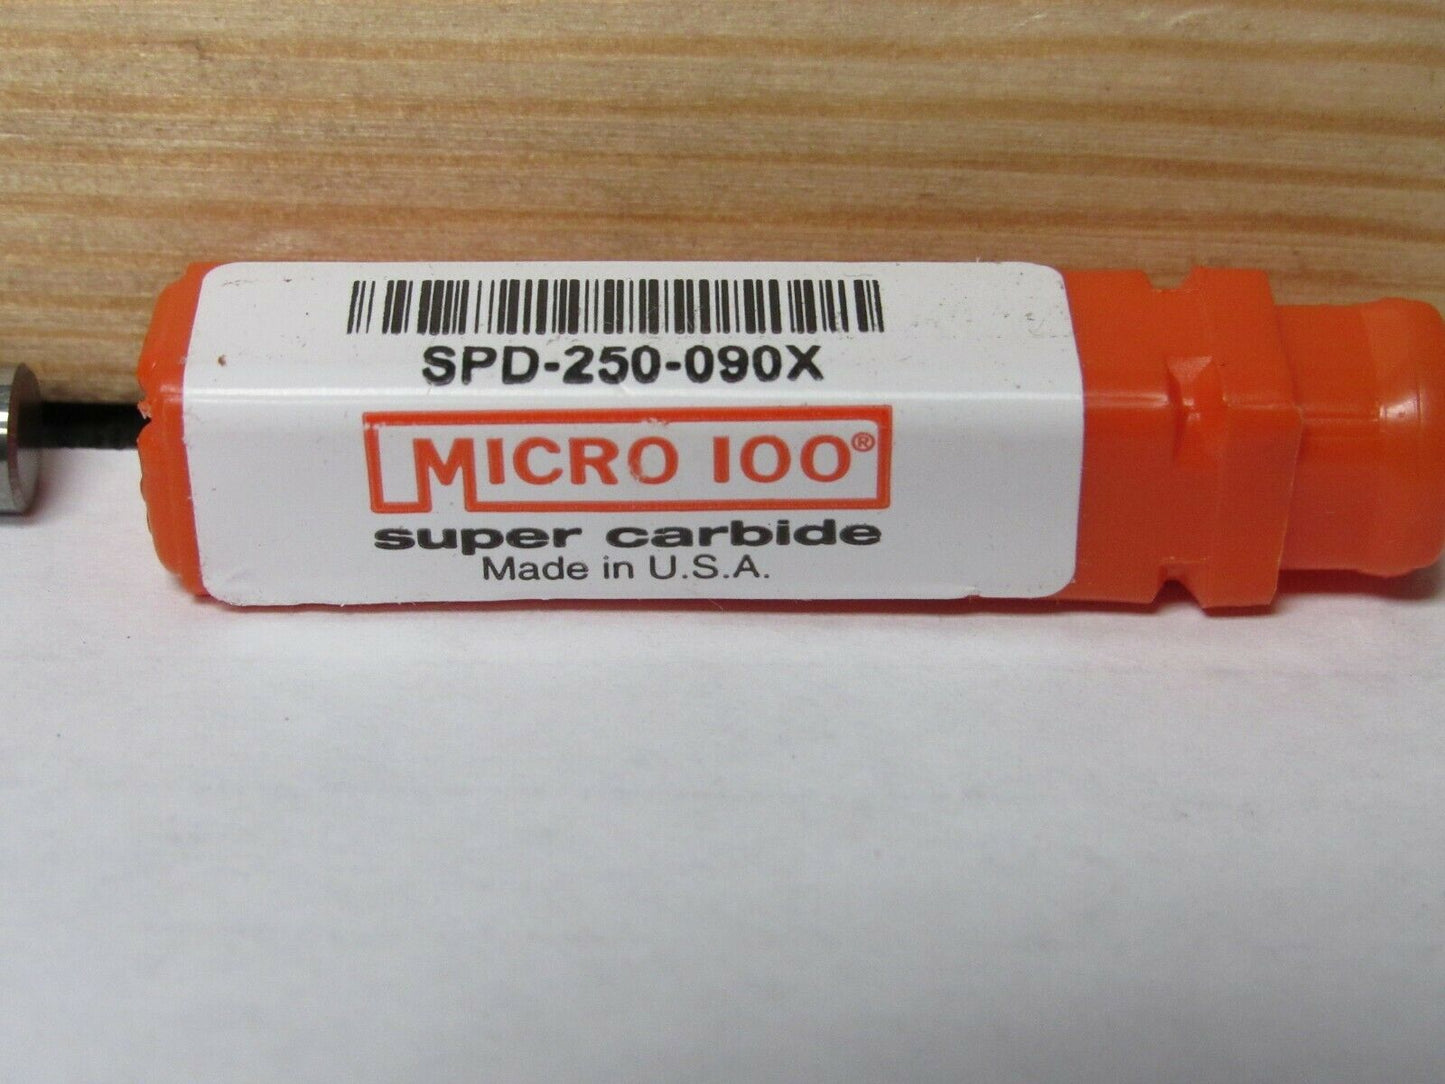 SPD-250-090X
MICRO 100®
super carbide
Made in U.S.A.